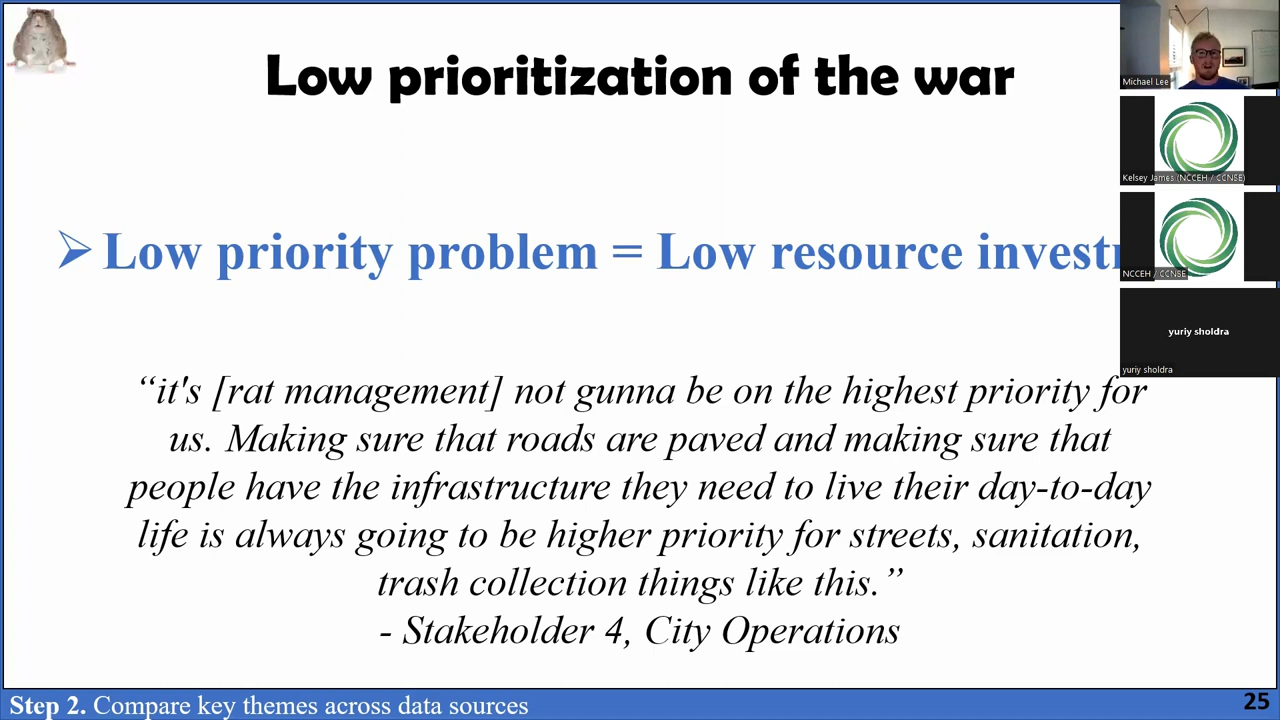 Low prioritization of the war
➢ Low priority problem = Low resource
“it's [rat management] not gunna be on the highest priority for
us. Making sure that roads are paved and making sure that
people have the infrastructure they need to live their day-to-day
life is always going to be higher priority for streets, sanitation,
trash collection things like this.”
- Stakeholder 4, City Operations
Step 2. Compare key themes across data sources
25
Michael Lee
Kelsey James (NCCEH / CCNSE)
NCCEH / CCNSE
yuriy sholdra
yuriy sholdra